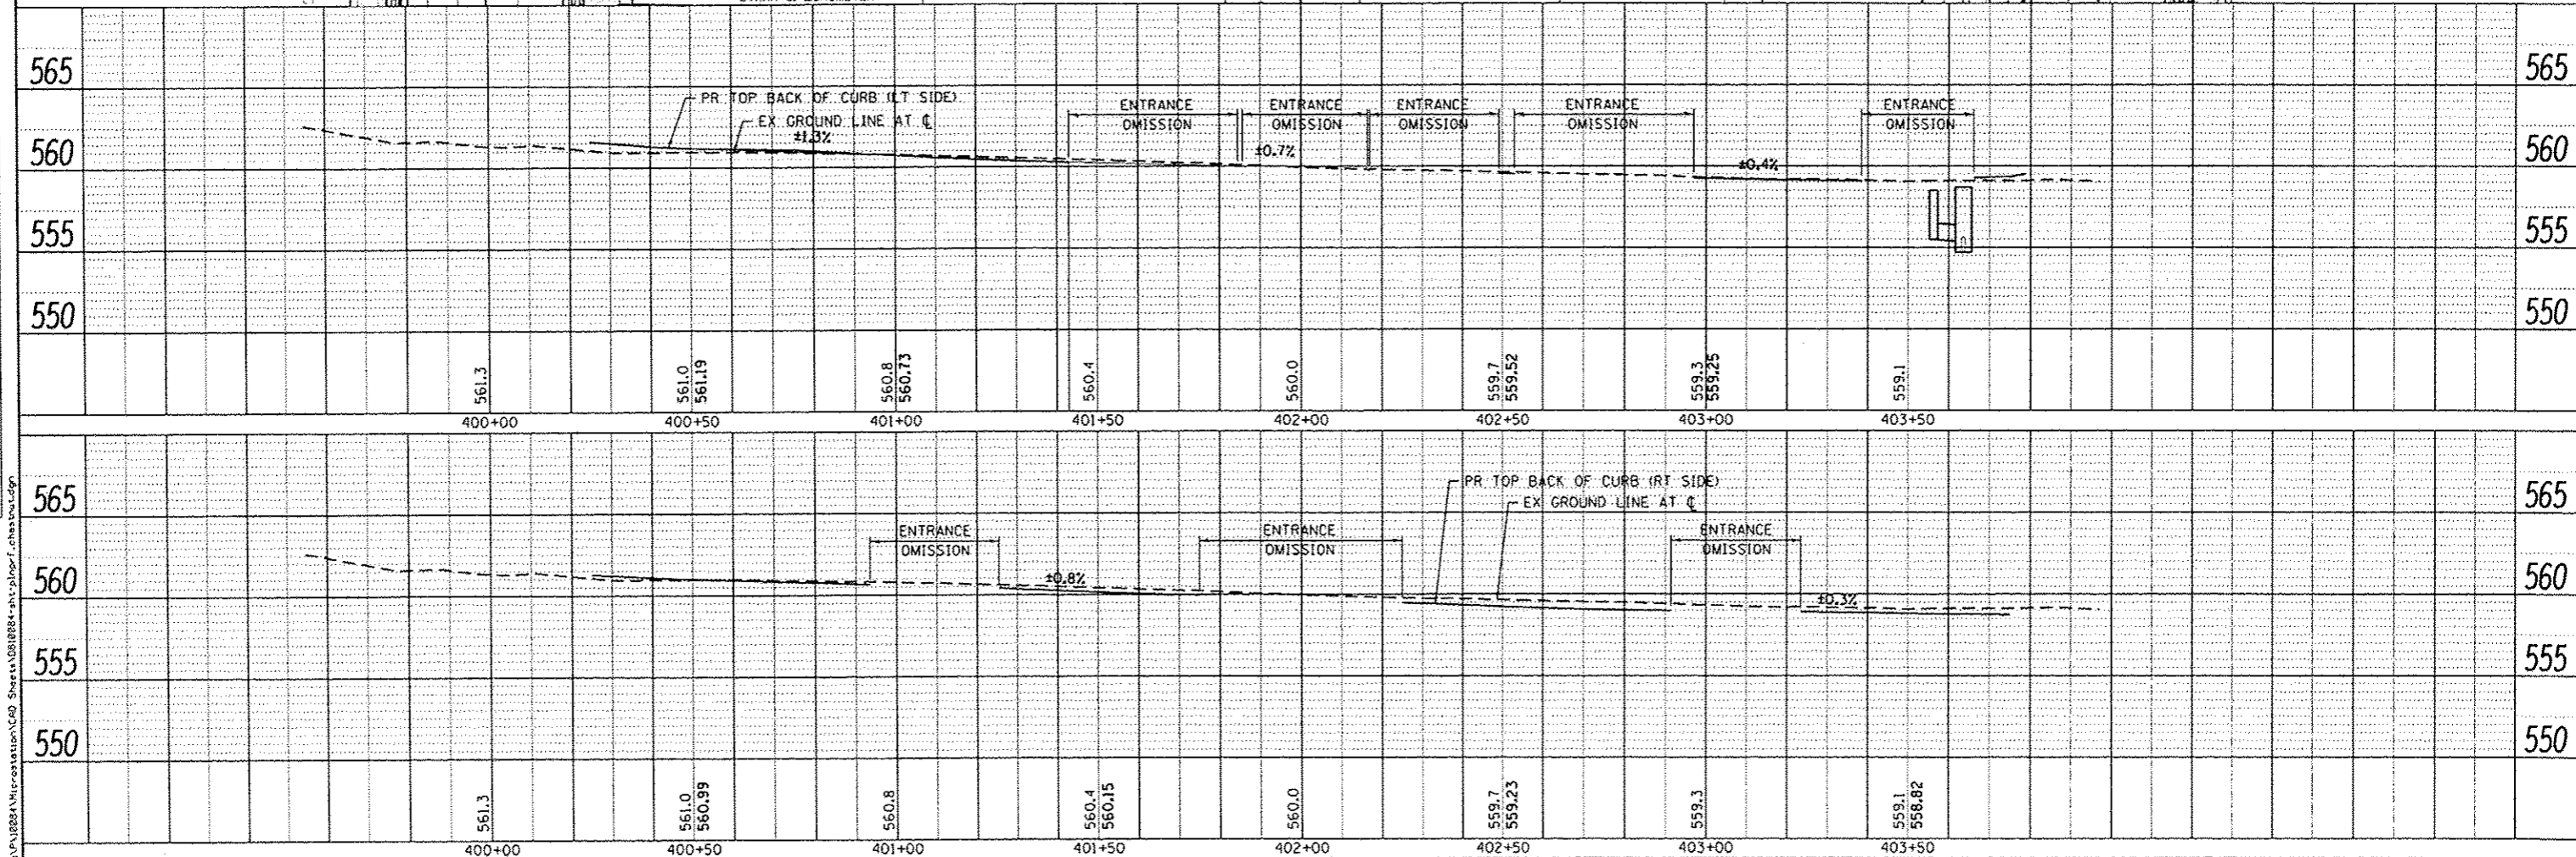 565 565
PR TOP BACK OF CURB (LT SIDE)
EX GROUND LINE AT ℄
±1.3%
ENTRANCE OMISSION
ENTRANCE OMISSION
ENTRANCE OMISSION
ENTRANCE OMISSION
ENTRANCE OMISSION
560 ±0.7% ±0.4% 560
555 555
550 550
561.3
561.0
561.19
560.8
560.73
560.4
560.0
559.7
559.52
559.3
559.25
559.1
400+00 400+50 401+00 401+50 402+00 402+50 403+00 403+50
565 565
PR TOP BACK OF CURB (RT SIDE)
EX GROUND LINE AT ℄
ENTRANCE OMISSION
ENTRANCE OMISSION
ENTRANCE OMISSION
560 ±0.8% ±0.3% 560
555 555
550 550
561.3
561.0
560.99
560.8
560.4
560.15
560.0
559.7
559.23
559.3
559.1
558.82
400+00 400+50 401+00 401+50 402+00 402+50 403+00 403+50